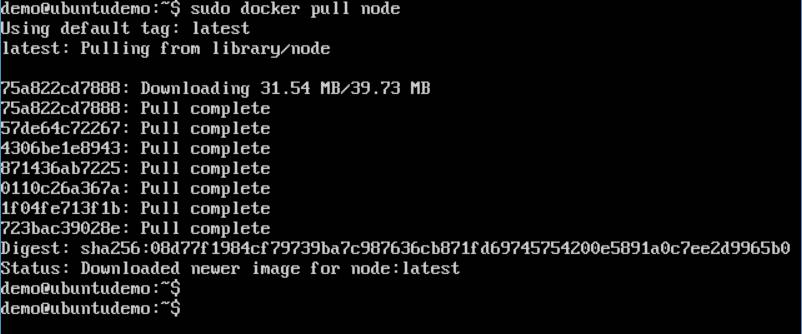 demo@ubuntudemo:~$ sudo docker pull node
Using default tag: latest
latest: Pulling from library/node
75a822cd7888: Downloading 31.54 MB/39.73 MB
75a822cd7888: Pull complete
57de64c72267: Pull complete
4306be1e8943: Pull complete
871436ab7225: Pull complete
0110c26a367a: Pull complete
1f04fe713f1b: Pull complete
723bac39028e: Pull complete
Digest: sha256:08d77f1984cf79739ba7c987636cb871fd69745754200e5891a0c7ee2d9965b0
Status: Downloaded newer image for node:latest
demo@ubuntudemo:~$
demo@ubuntudemo:~$